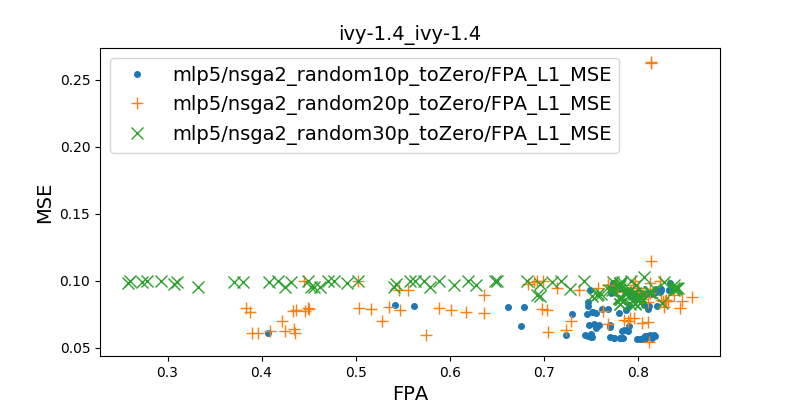 ivy-1.4_ivy-1.4
mlp5/nsga2_random10p_toZero/FPA_L1_MSE
mlp5/nsga2_random20p_toZero/FPA_L1_MSE
mlp5/nsga2_random30p_toZero/FPA_L1_MSE
MSE
0.25
0.20
0.15
0.10
0.05
0.3 0.4 0.5 0.6 0.7 0.8
FPA